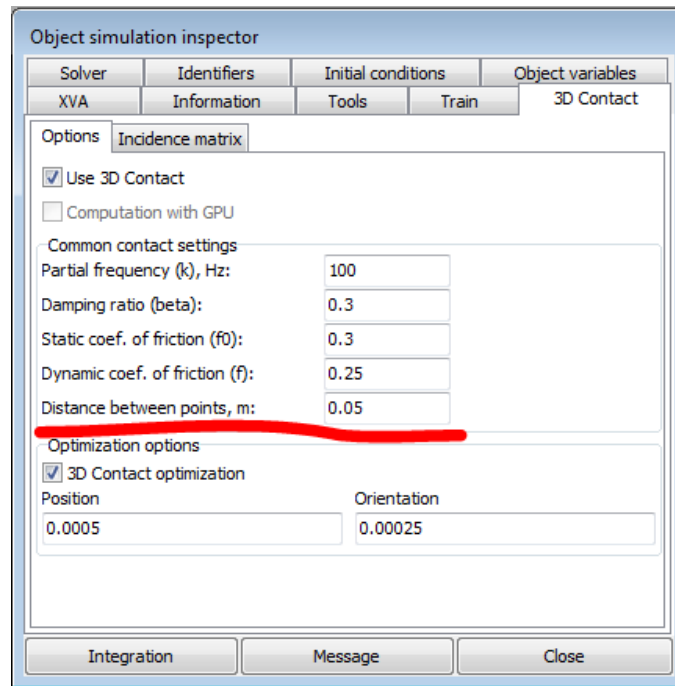 Object simulation inspector
Solver Identifiers Initial conditions Object variables
XVA Information Tools Train 3D Contact
Options Incidence matrix
Use 3D Contact
Computation with GPU
Common contact settings
Partial frequency (k), Hz: 100
Damping ratio (beta): 0.3
Static coef. of friction (f0): 0.3
Dynamic coef. of friction (f): 0.25
Distance between points, m: 0.05
Optimization options
3D Contact optimization
Position Orientation
0.0005 0.00025
Integration Message Close